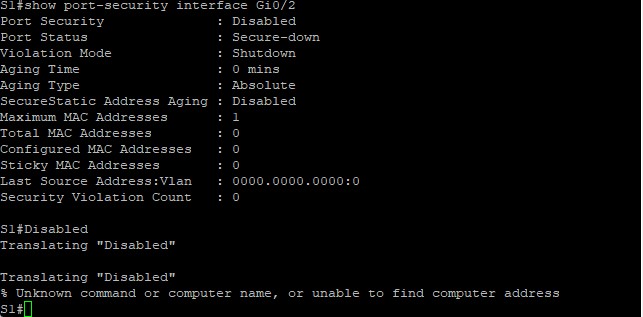 S1#show port-security interface Gi0/2
Port Security              : Disabled
Port Status                : Secure-down
Violation Mode             : Shutdown
Aging Time                 : 0 mins
Aging Type                 : Absolute
SecureStatic Address Aging : Disabled
Maximum MAC Addresses      : 1
Total MAC Addresses        : 0
Configured MAC Addresses   : 0
Sticky MAC Addresses       : 0
Last Source Address:Vlan   : 0000.0000.0000:0
Security Violation Count   : 0
S1#Disabled
Translating "Disabled"
Translating "Disabled"
% Unknown command or computer name, or unable to find computer address
S1#